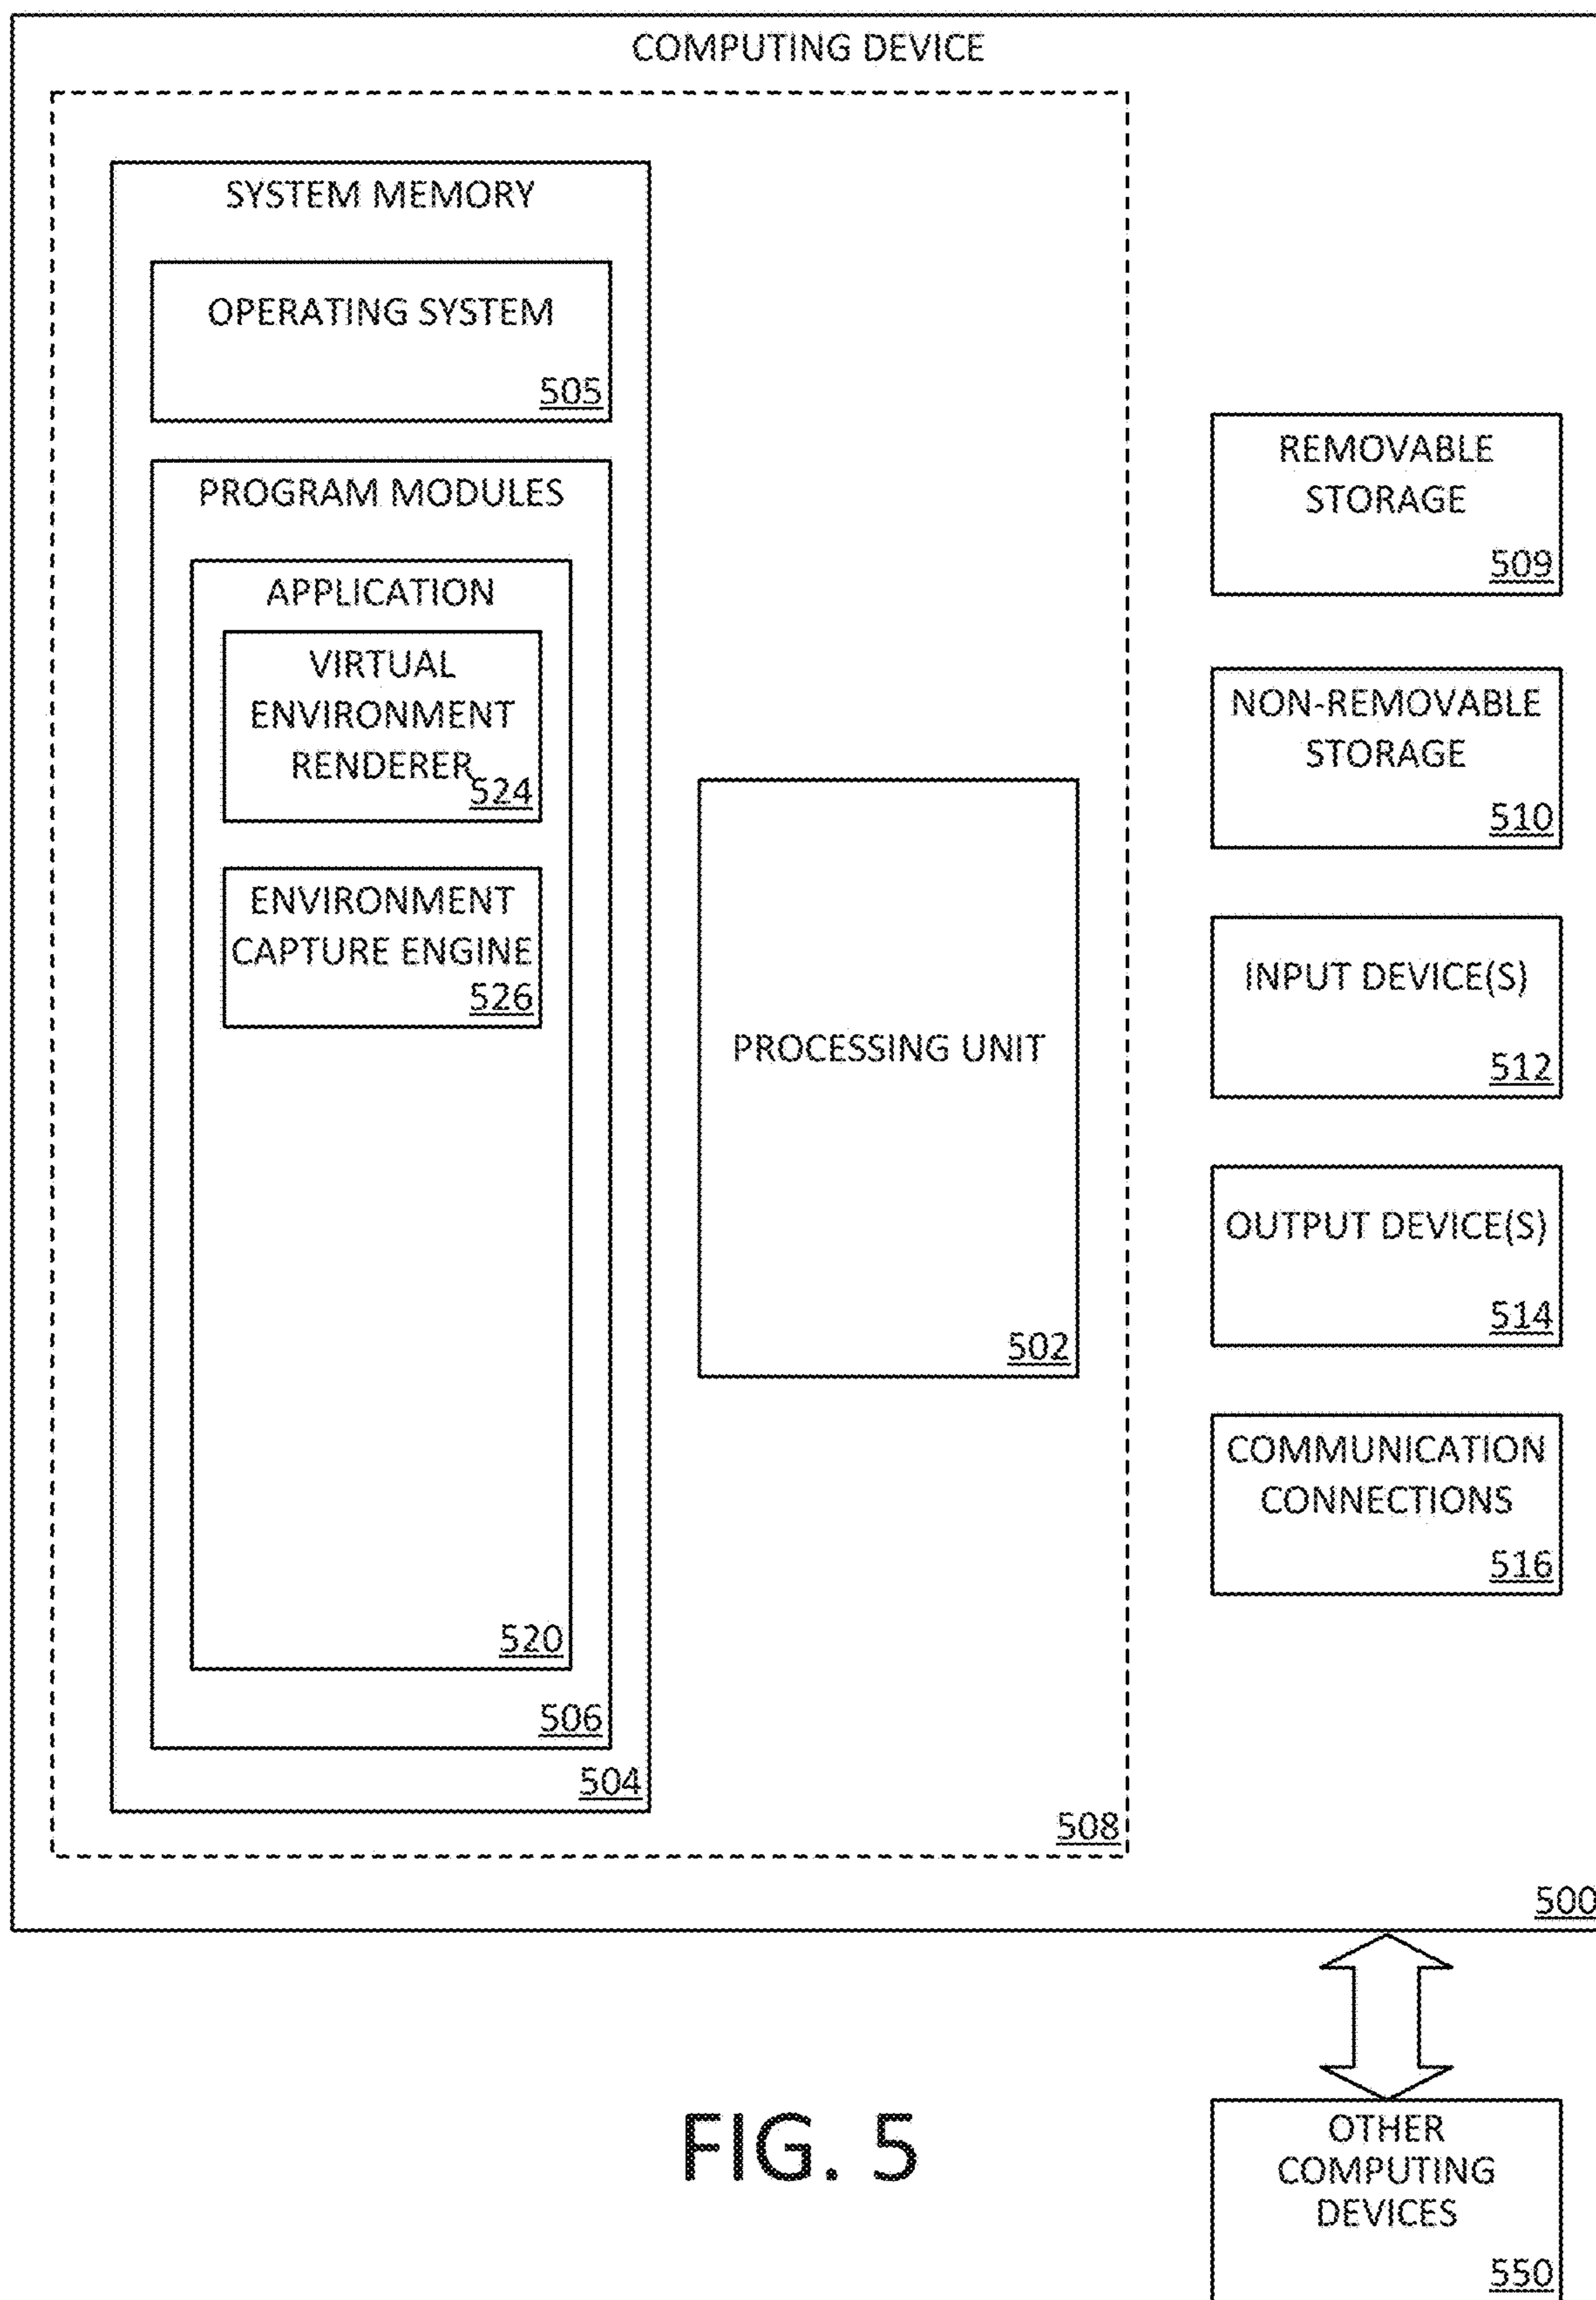 COMPUTING DEVICE
SYSTEM MEMORY
OPERATING SYSTEM
505
PROGRAM MODULES
APPLICATION
VIRTUAL
ENVIRONMENT
RENDERER
524
ENVIRONMENT
CAPTURE ENGINE
526
520
506
504
PROCESSING UNIT
502
508
REMOVABLE
STORAGE
509
NON-REMOVABLE
STORAGE
510
INPUT DEVICE(S)
512
OUTPUT DEVICE(S)
514
COMMUNICATION
CONNECTIONS
516
500
OTHER
COMPUTING
DEVICES
550
FIG. 5